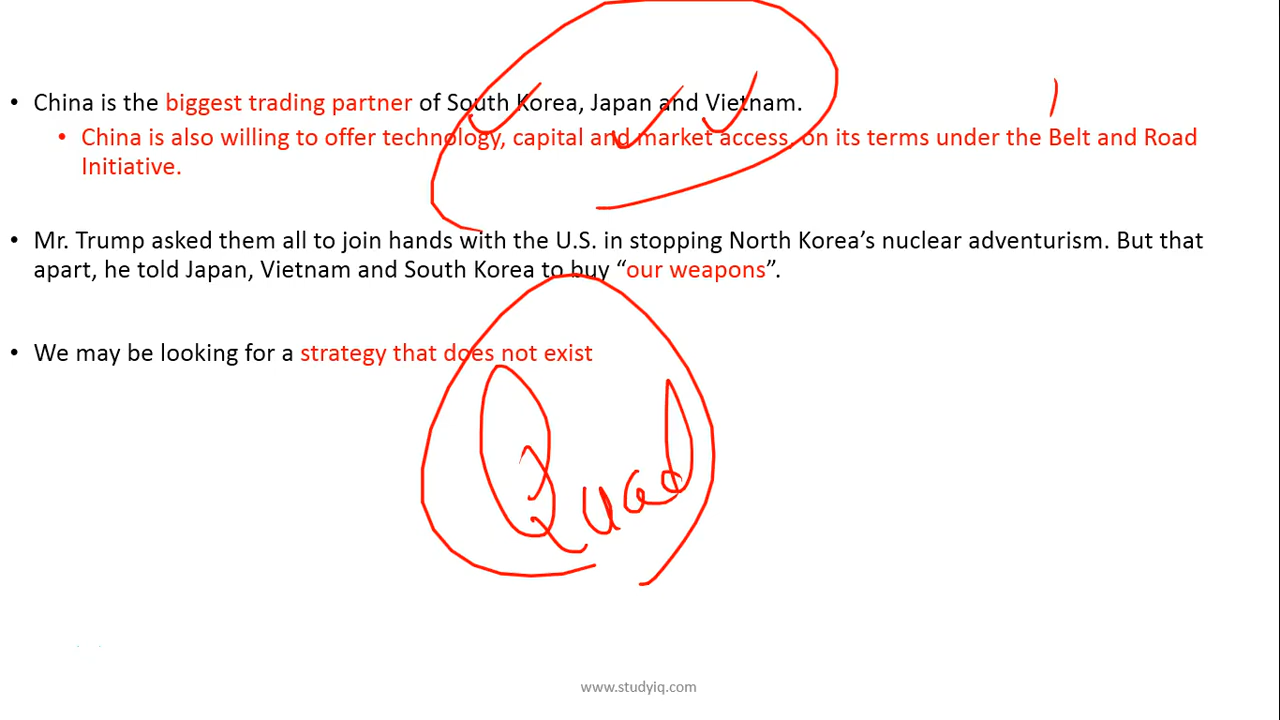 • China is the biggest trading partner of South Korea, Japan and Vietnam.
• China is also willing to offer technology, capital and market access, on its terms under the Belt and Road
Initiative.
• Mr. Trump asked them all to join hands with the U.S. in stopping North Korea’s nuclear adventurism. But that
apart, he told Japan, Vietnam and South Korea to buy “our weapons”.
• We may be looking for a strategy that does not exist
Quad
www.studyiq.com